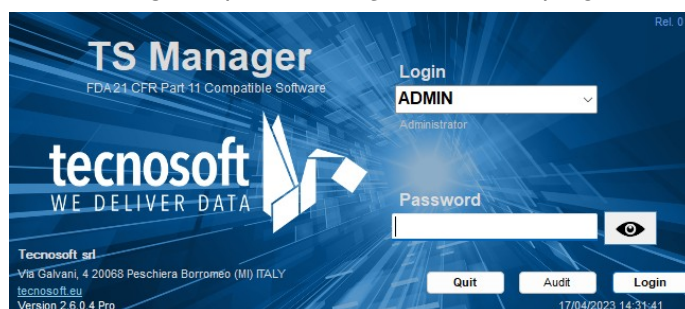 Rel. 0
TS Manager
FDA 21 CFR Part 11 Compatible Software
Login
ADMIN
Administrator
tecnosoft
WE DELIVER DATA
Password
Tecnosoft srl
Via Galvani, 4 20068 Peschiera Borromeo (MI) ITALY
tecnosoft.eu
Version 2.6.0.4 Pro
Quit
Audit
Login
17/04/2023 14:31:41